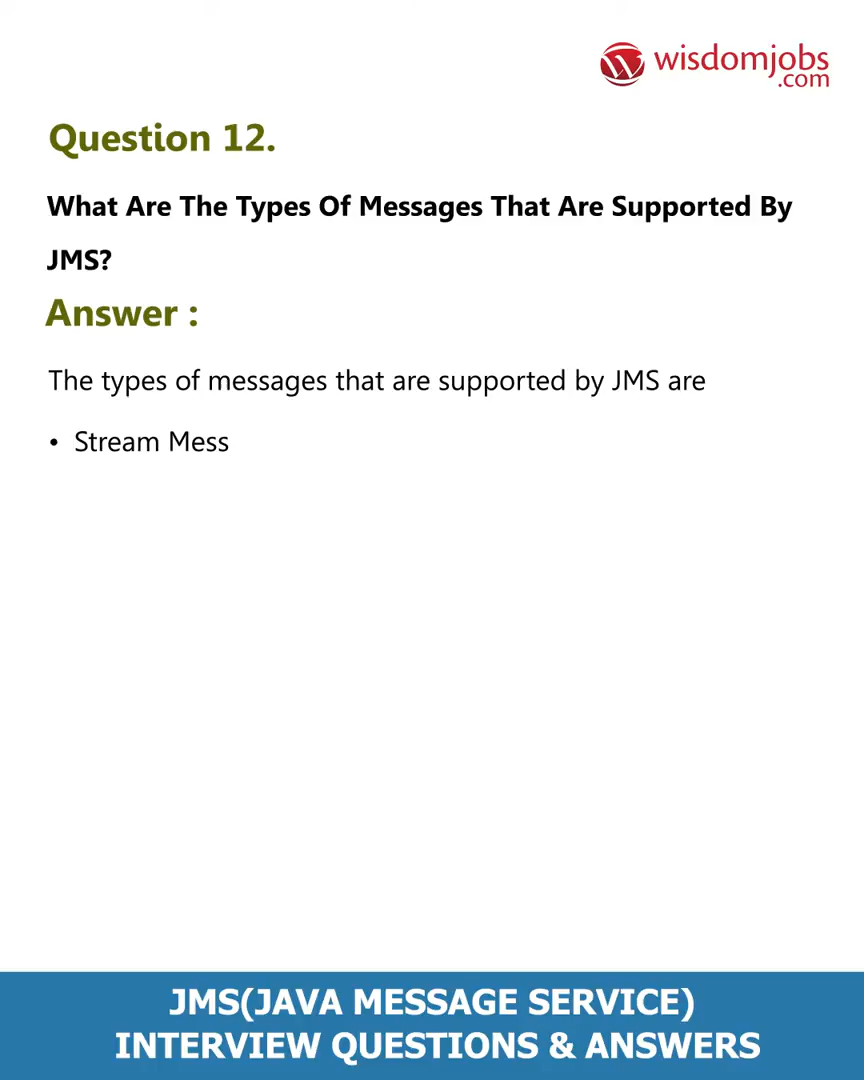 wisdomjobs
.com
Question 12.
What Are The Types Of Messages That Are Supported By
JMS?
Answer :
The types of messages that are supported by JMS are
• Stream Mess
JMS(JAVA MESSAGE SERVICE)
INTERVIEW QUESTIONS & ANSWERS